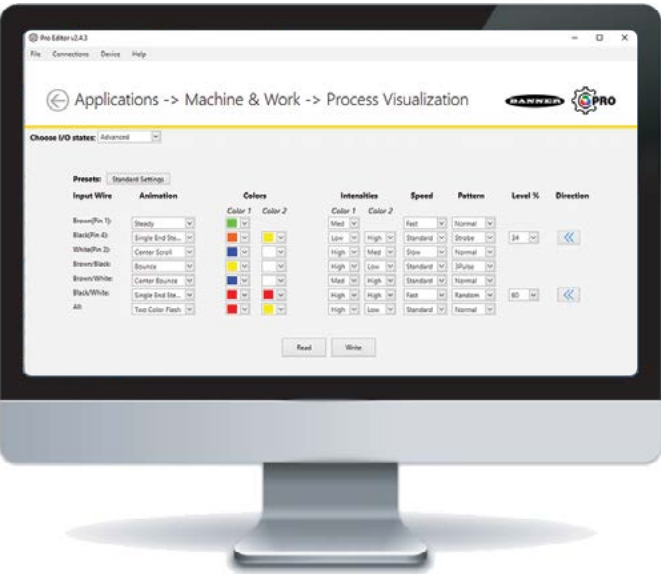 Pro Editor v2.4.3
File Connections Device Help
Applications -> Machine & Work -> Process Visualization
BANNER PRO
Choose I/O states: Advanced
Presets: Standard Settings
Input Wire Animation Colors Intensities Speed Pattern Level % Direction
Color 1 Color 2 Color 1 Color 2
Brown(Pin 1): Steady Med Fast Normal
Black(Pin 4): Single End Ste... Low High Standard Strobe 34
White(Pin 2): Center Scroll High Med Slow Normal
Brown/Black: Bounce High Low Standard 3Pulse
Brown/White: Center Bounce Med High Standard Normal
Black/White: Single End Ste... High High Fast Random 60
All: Two Color Flash High Low Standard Normal
Read Write